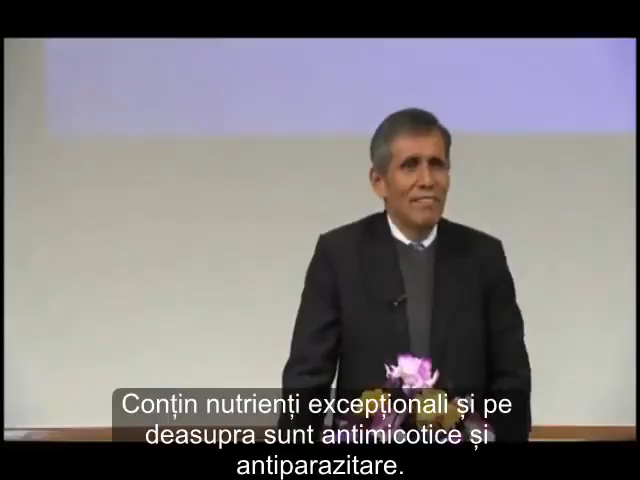 Conțin nutrienți excepționali și pe
deasupra sunt antimicotice și
antiparazitare.